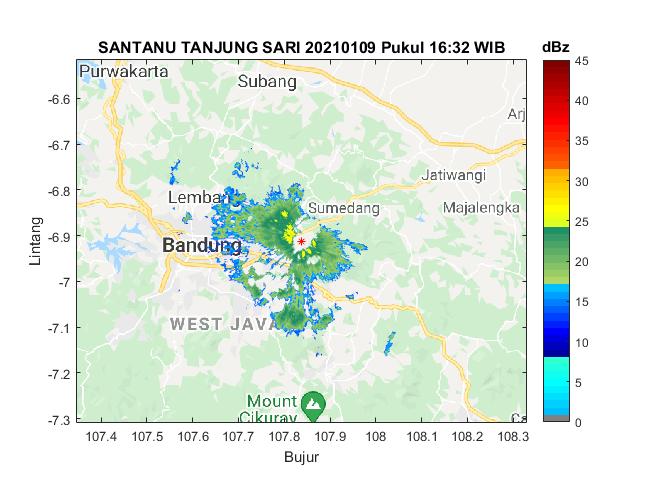 SANTANU TANJUNG SARI 20210109 Pukul 16:32 WIB
dBz
Purwakarta
Subang
Arj
Jatiwangi
Lemba
Sumedang
Majalengka
Bandung
WEST JAVA
Mount
Cikuray
-6.6
-6.7
-6.8
-6.9
-7
-7.1
-7.2
-7.3
Lintang
107.4 107.5 107.6 107.7 107.8 107.9 108 108.1 108.2 108.3
Bujur
45
40
35
30
25
20
15
10
5
0